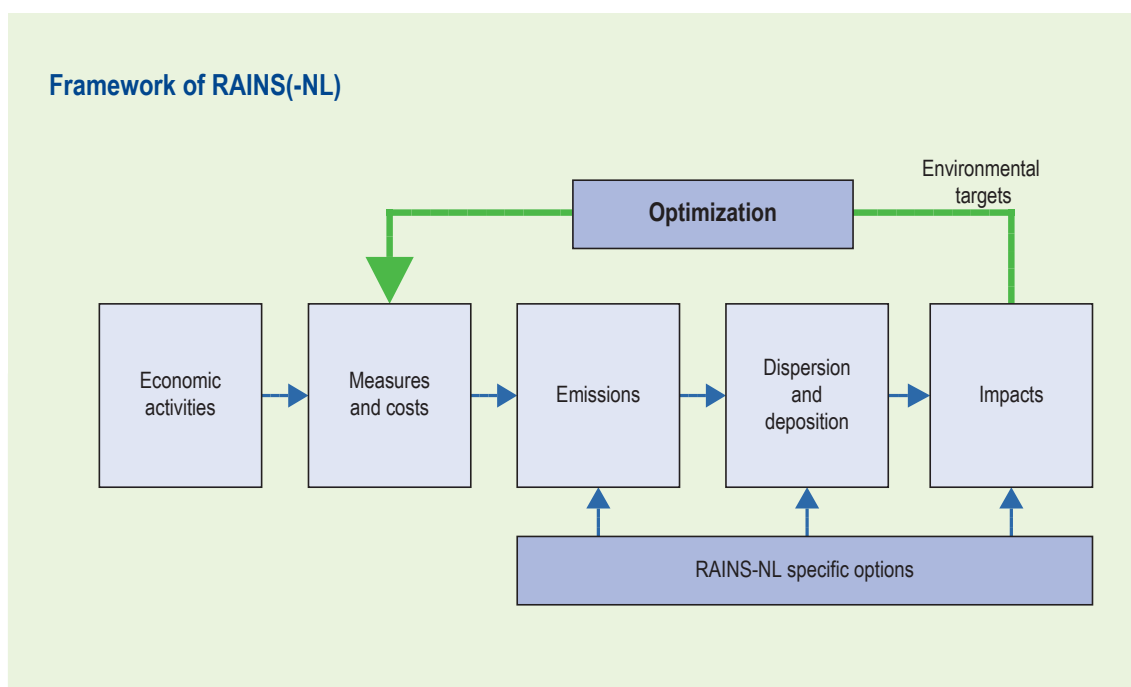 Framework of RAINS(-NL)
Environmental
targets
Optimization
Economic
activities
Measures
and costs
Emissions
Dispersion
and
deposition
Impacts
RAINS-NL specific options